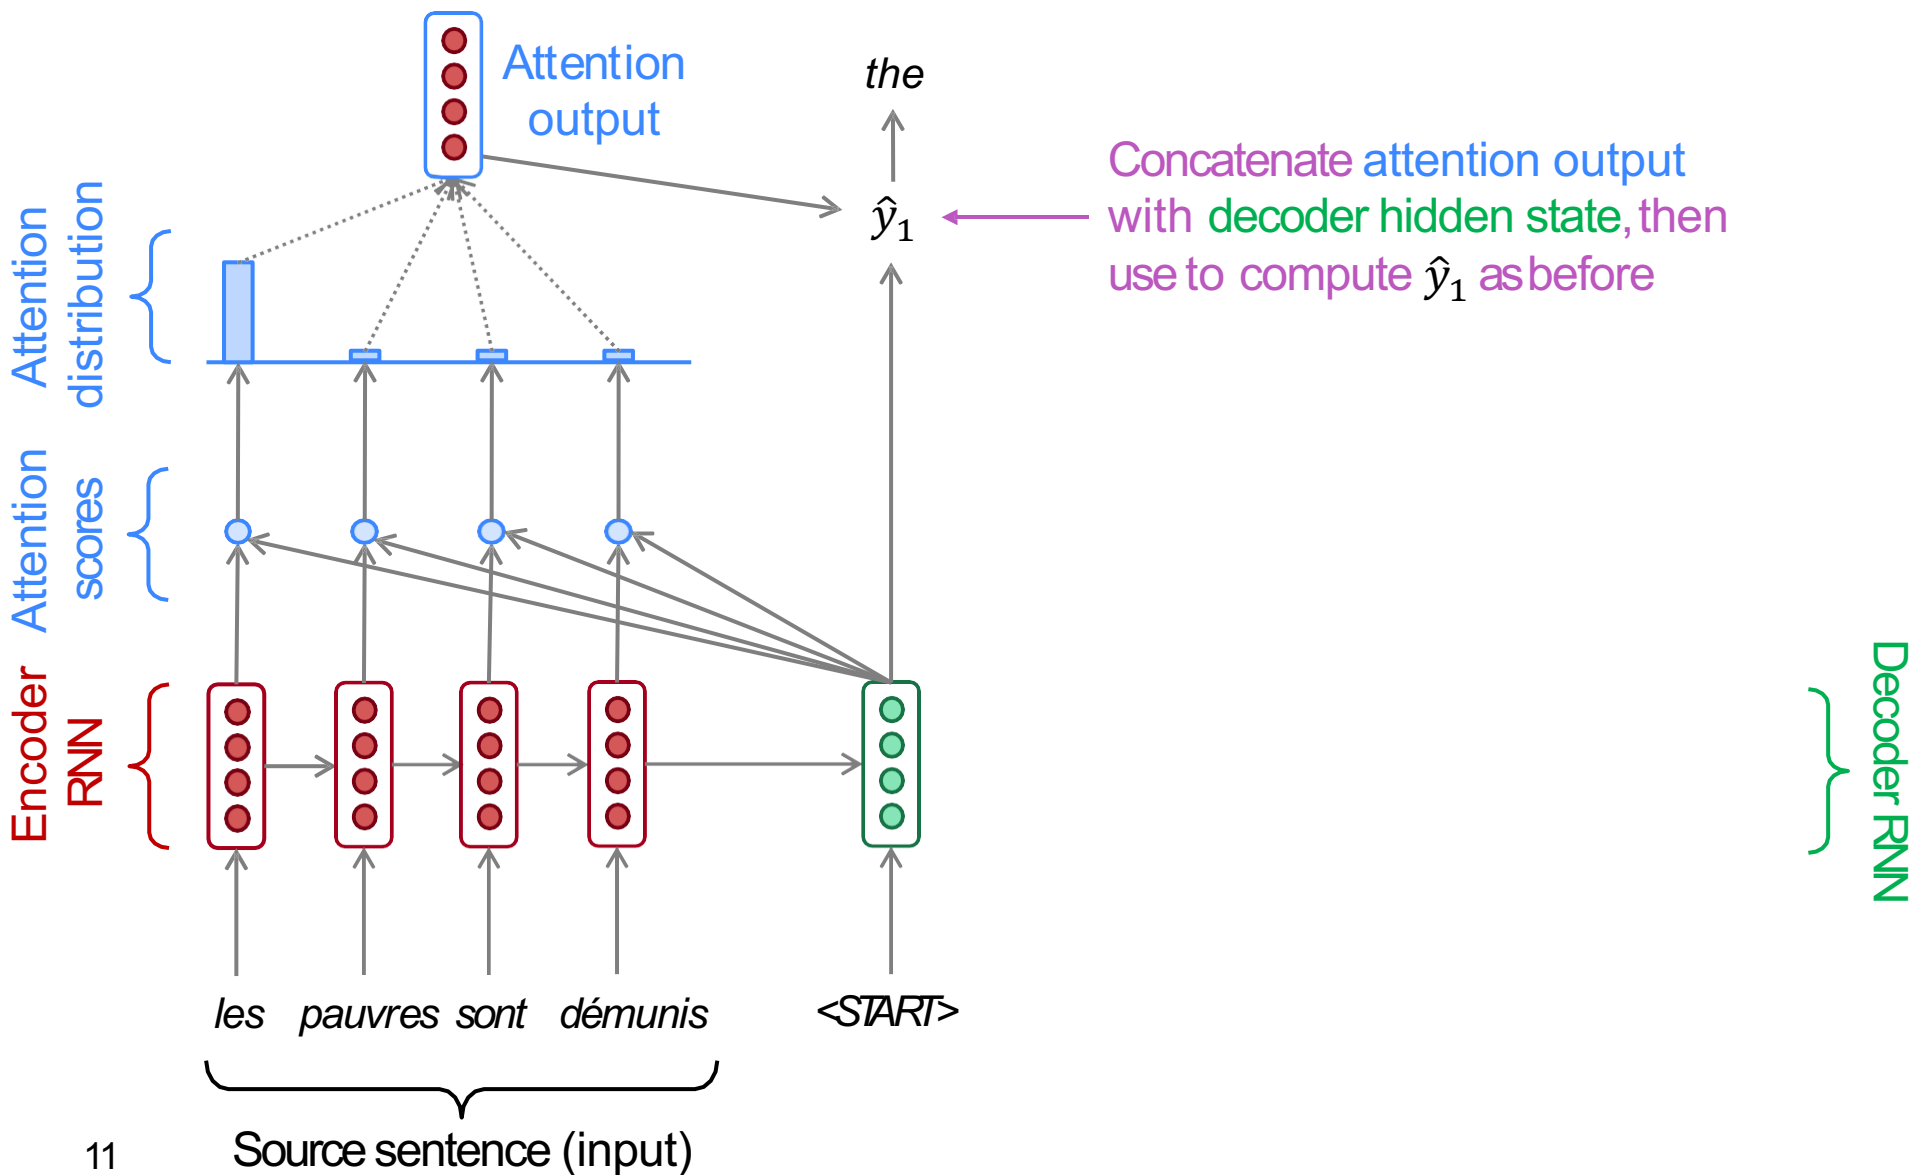 Attention
output
the
Concatenate attention output
with decoder hidden state, then
use to compute ŷ₁ as before
ŷ₁
Attention
distribution
Attention
scores
Encoder
RNN
Decoder RNN
les pauvres sont démunis <START>
Source sentence (input)
11